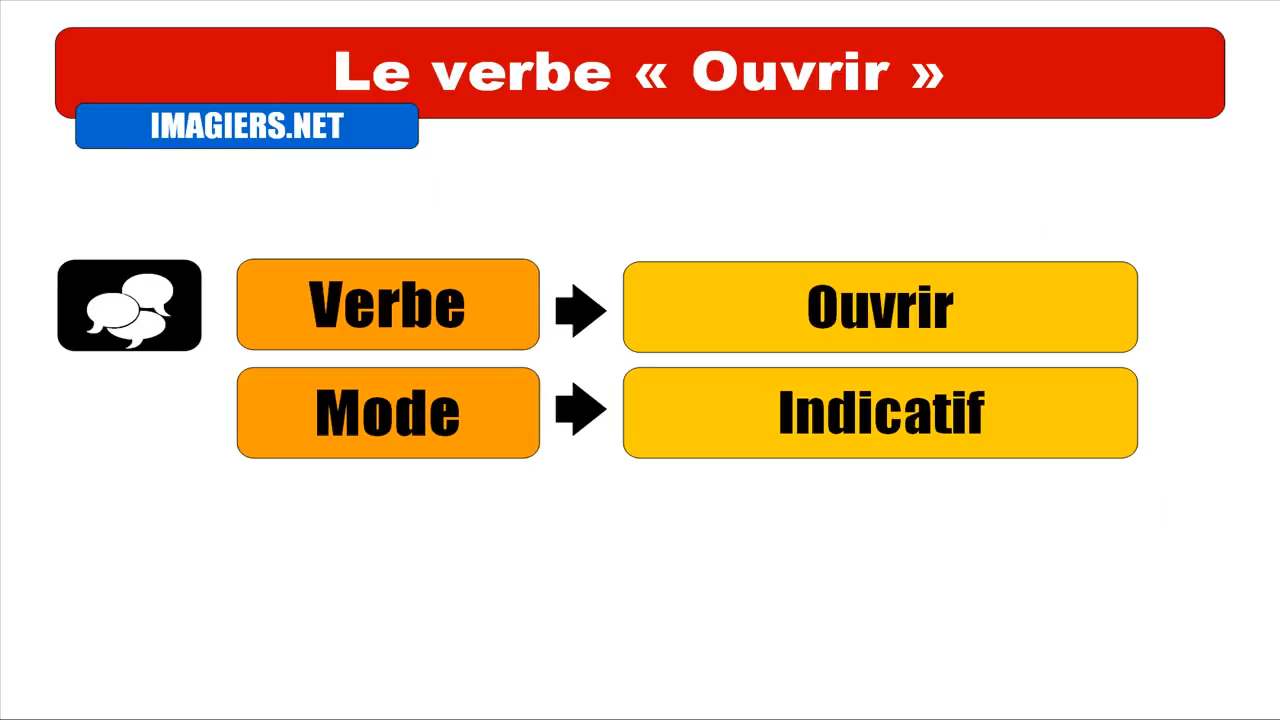 Le verbe « Ouvrir »
IMAGIERS.NET
Verbe Ouvrir
Mode Indicatif